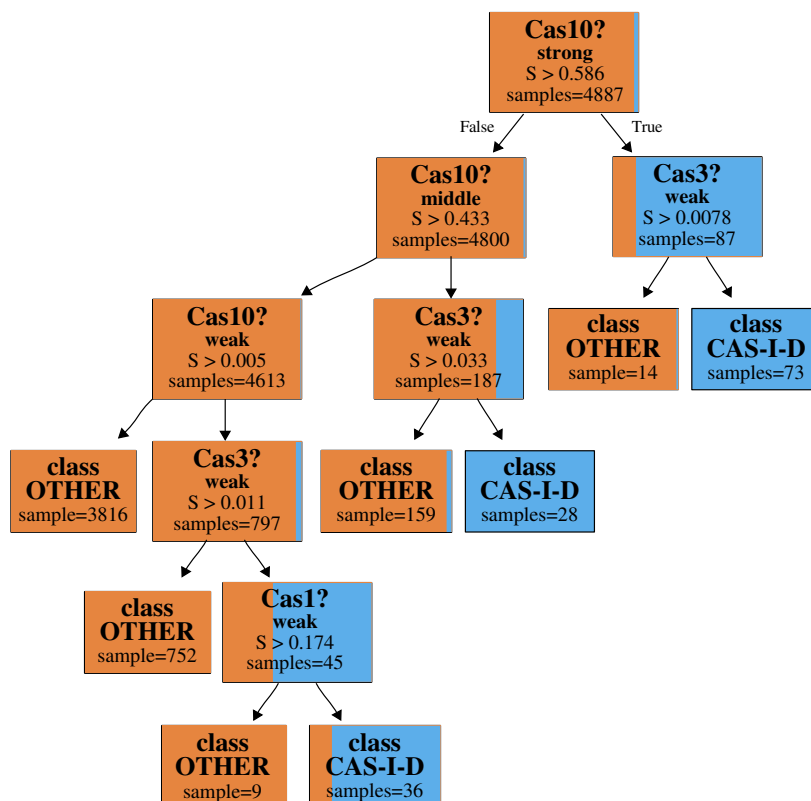 Cas10?
strong
S > 0.586
samples=4887
False
True
Cas10?
middle
S > 0.433
samples=4800
Cas3?
weak
S > 0.0078
samples=87
Cas10?
weak
S > 0.005
samples=4613
Cas3?
weak
S > 0.033
samples=187
class
OTHER
sample=14
class
CAS-I-D
samples=73
class
OTHER
sample=3816
Cas3?
weak
S > 0.011
samples=797
class
OTHER
sample=159
class
CAS-I-D
samples=28
class
OTHER
sample=752
Cas1?
weak
S > 0.174
samples=45
class
OTHER
sample=9
class
CAS-I-D
samples=36